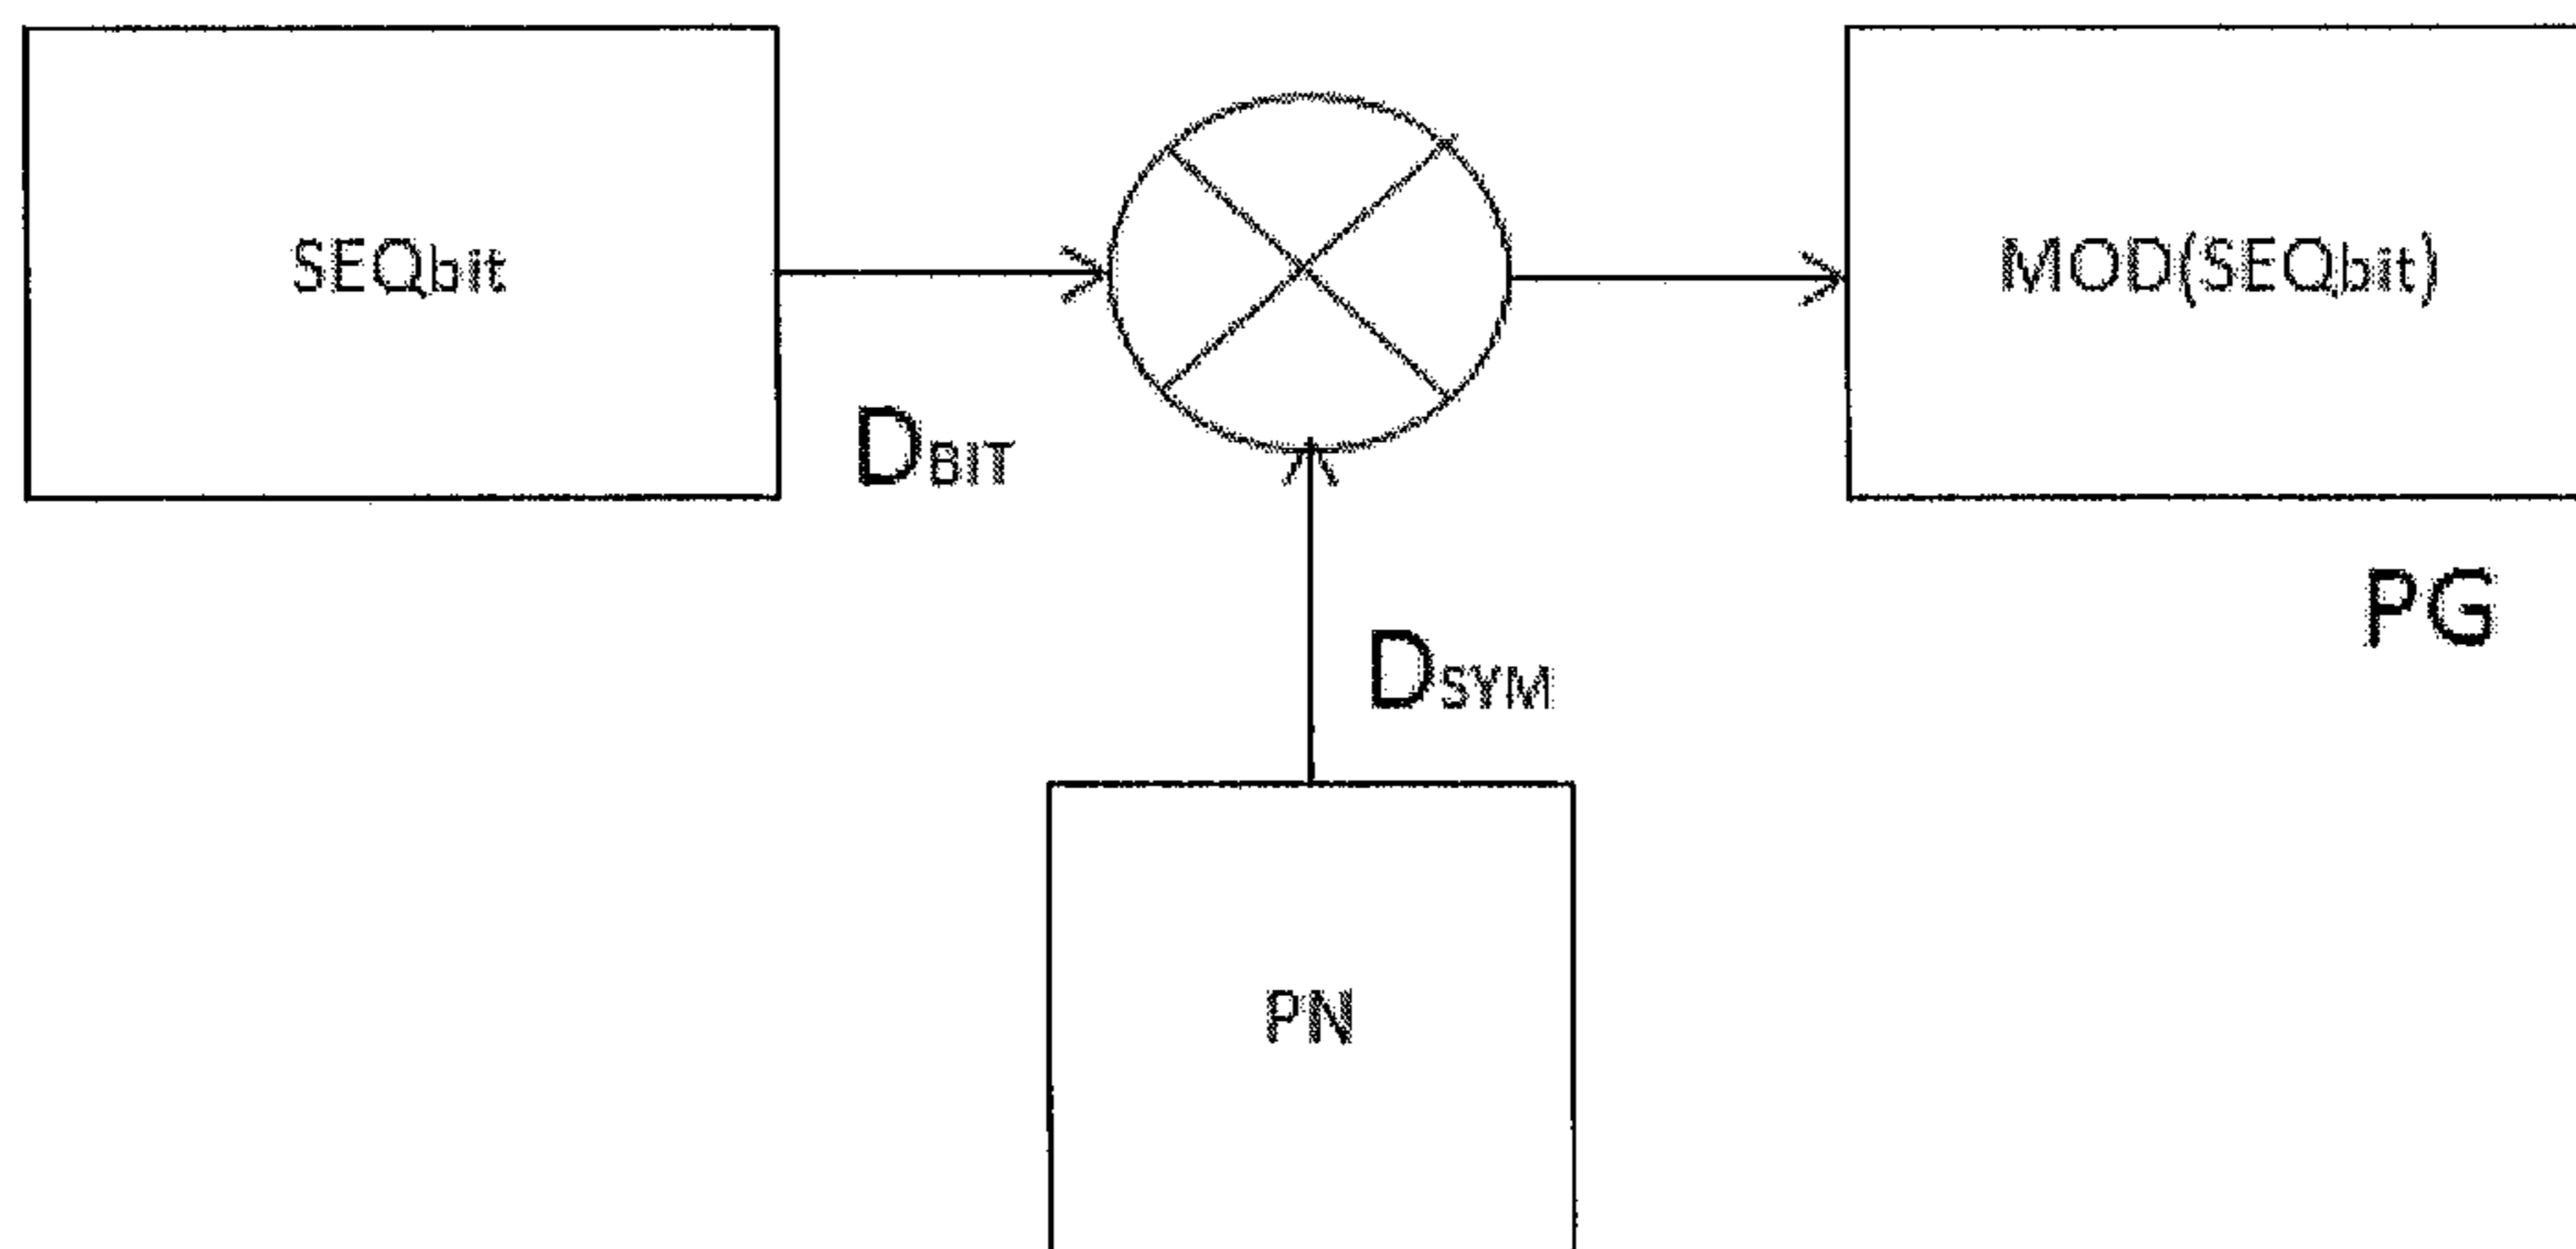 SEQbit
MOD(SEQbit)
DBIT
PG
DSYM
PN